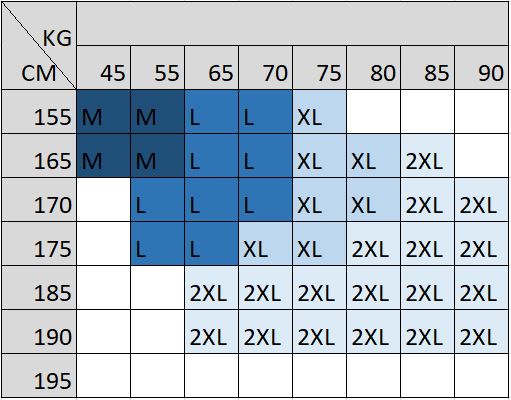 KG
CM 45 55 65 70 75 80 85 90
155 M M L L XL
165 M M L L XL XL 2XL
170 L L L XL XL 2XL 2XL
175 L L XL XL 2XL 2XL 2XL
185 2XL 2XL 2XL 2XL 2XL 2XL
190 2XL 2XL 2XL 2XL 2XL 2XL
195